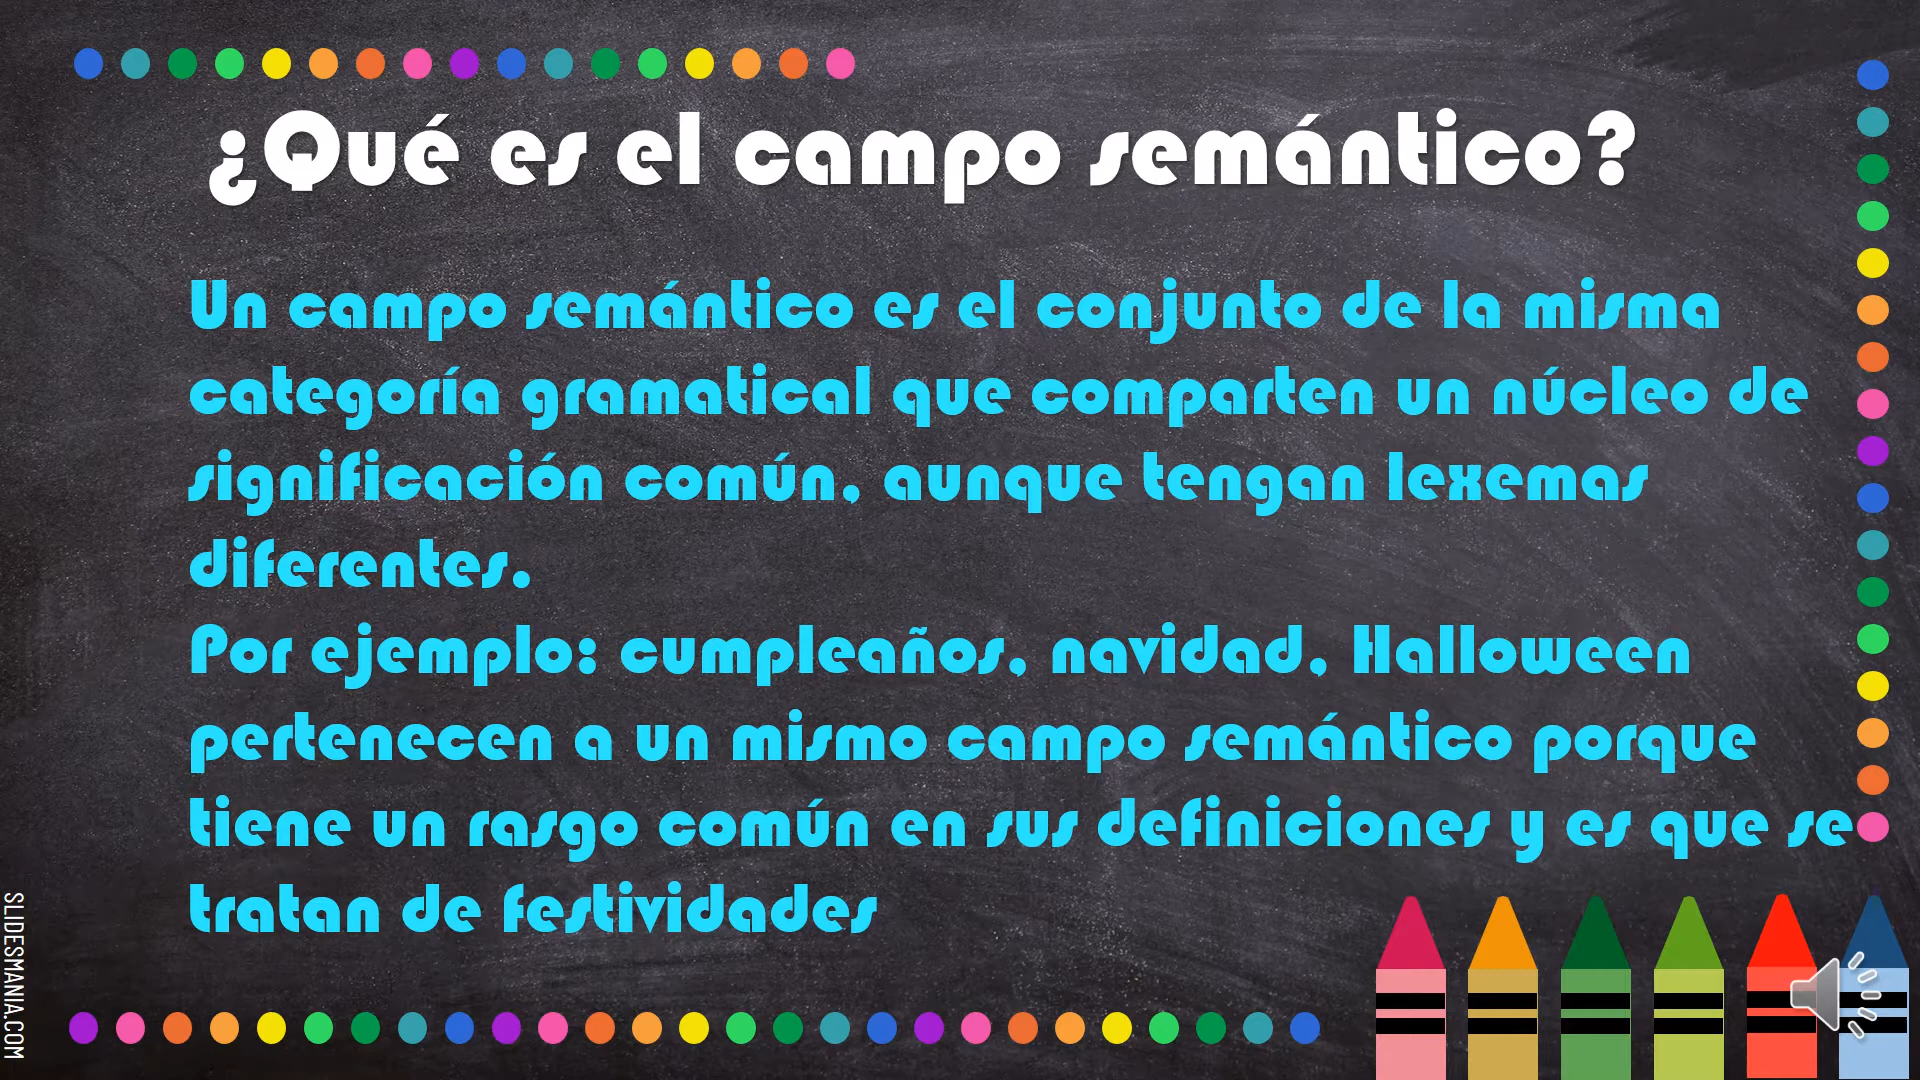 ¿Qué es el campo semántico?
Un campo semántico es el conjunto de la misma
categoría gramatical que comparten un núcleo de
significación común, aunque tengan lexemas
diferentes.
Por ejemplo: cumpleaños, navidad, Halloween
pertenecen a un mismo campo semántico porque
tiene un rasgo común en sus definiciones y es que se
tratan de festividades
SLIDESMANIA.COM